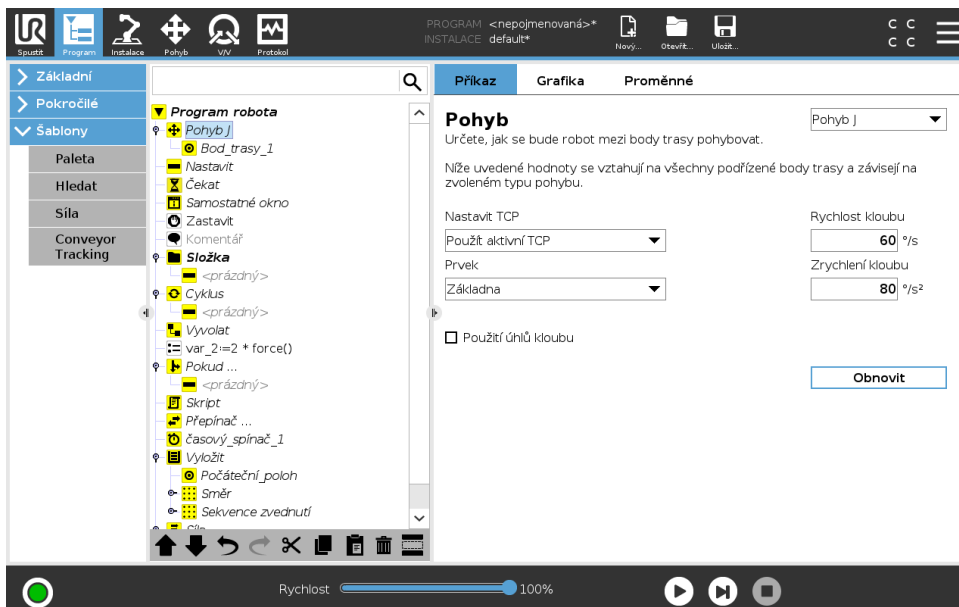 PROGRAM <nepojmenovaná>*
INSTALACE default*
Spustit
Program
Instalace
Pohyb
V/V
Protokol
Nový...
Otevřít...
Uložit...
C C
C C
Základní
Pokročilé
Šablony
Paleta
Hledat
Síla
Conveyor
Tracking
Program robota
Pohyb J
Bod_trasy_1
Nastavit
Čekat
Samostatné okno
Zastavit
Komentář
Složka
<prázdný>
Cyklus
<prázdný>
Vyvolat
var_2:=2 * force()
Pokud ...
<prázdný>
Skript
Přepínač ...
časový_spínač_1
Vyložit
Počáteční_poloh
Směr
Sekvence zvednutí
Síla
Příkaz
Grafika
Proměnné
Pohyb
Pohyb J
Určete, jak se bude robot mezi body trasy pohybovat.
Níže uvedené hodnoty se vztahují na všechny podřízené body trasy a závisejí na
zvoleném typu pohybu.
Nastavit TCP
Rychlost kloubu
Použít aktivní TCP
60 °/s
Prvek
Zrychlení kloubu
Základna
80 °/s²
Použití úhlů kloubu
Obnovit
Rychlost
100%